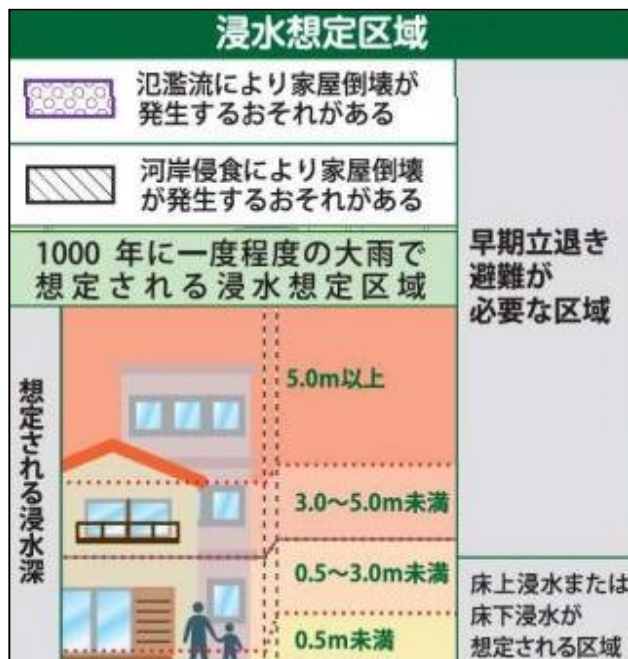 浸水想定区域
氾濫流により家屋倒壊が
発生するおそれがある
河岸侵食により家屋倒壊
が発生するおそれがある
1000 年に一度程度の大雨で
想定される浸水想定区域
早期立退き
避難が
必要な区域
想定される浸水深
5.0m以上
3.0～5.0m未満
0.5～3.0m未満
0.5m未満
床上浸水または
床下浸水が
想定される区域